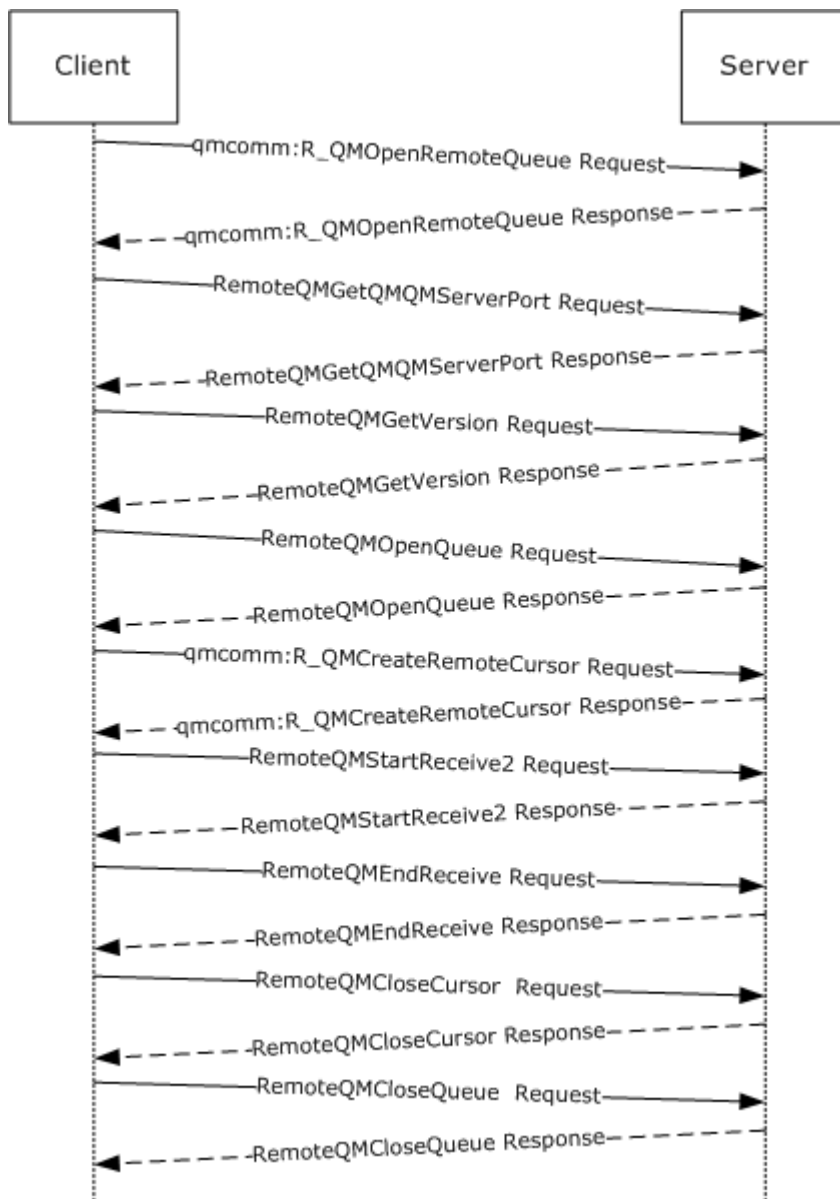 Client
Server
qmcomm:R_QMOpenRemoteQueue Request
qmcomm:R_QMOpenRemoteQueue Response
RemoteQMGetQMQMServerPort Request
RemoteQMGetQMQMServerPort Response
RemoteQMGetVersion Request
RemoteQMGetVersion Response
RemoteQMOpenQueue Request
RemoteQMOpenQueue Response
qmcomm:R_QMCreateRemoteCursor Request
qmcomm:R_QMCreateRemoteCursor Response
RemoteQMStartReceive2 Request
RemoteQMStartReceive2 Response
RemoteQMEndReceive Request
RemoteQMEndReceive Response
RemoteQMCloseCursor  Request
RemoteQMCloseCursor Response
RemoteQMCloseQueue  Request
RemoteQMCloseQueue Response